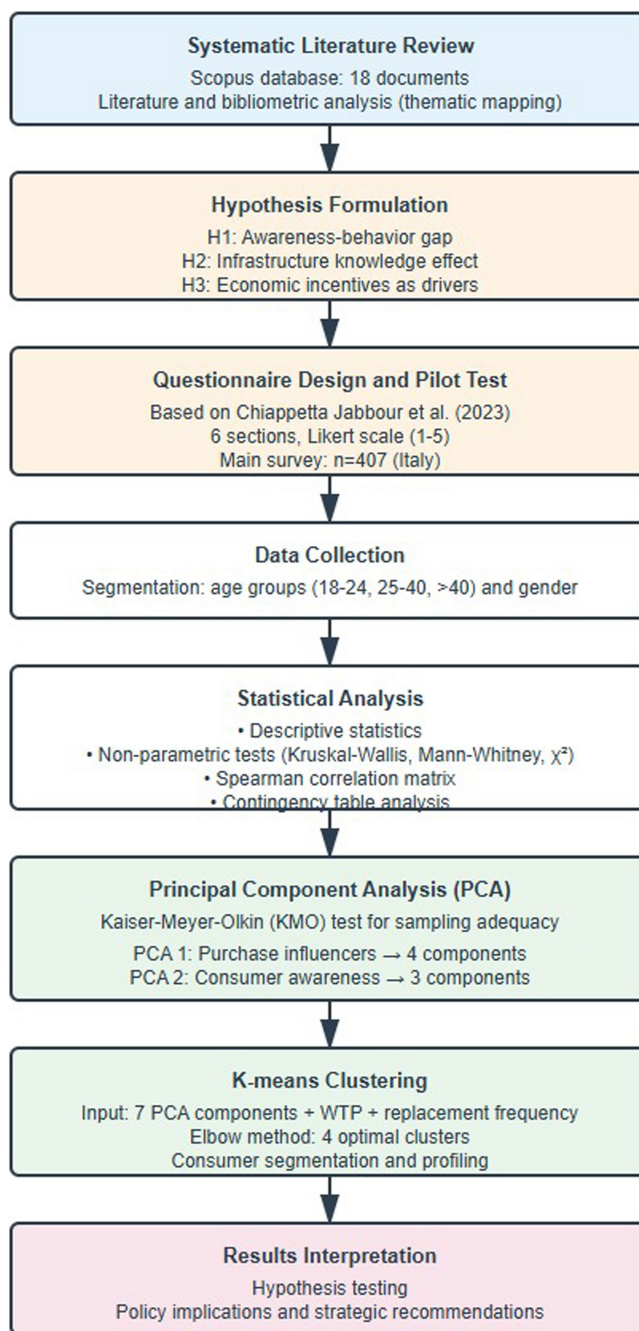 Systematic Literature Review
Scopus database: 18 documents
Literature and bibliometric analysis (thematic mapping)
Hypothesis Formulation
H1: Awareness-behavior gap
H2: Infrastructure knowledge effect
H3: Economic incentives as drivers
Questionnaire Design and Pilot Test
Based on Chiappetta Jabbour et al. (2023)
6 sections, Likert scale (1-5)
Main survey: n=407 (Italy)
Data Collection
Segmentation: age groups (18-24, 25-40, >40) and gender
Statistical Analysis
• Descriptive statistics
• Non-parametric tests (Kruskal-Wallis, Mann-Whitney, χ²)
• Spearman correlation matrix
• Contingency table analysis
Principal Component Analysis (PCA)
Kaiser-Meyer-Olkin (KMO) test for sampling adequacy
PCA 1: Purchase influencers → 4 components
PCA 2: Consumer awareness → 3 components
K-means Clustering
Input: 7 PCA components + WTP + replacement frequency
Elbow method: 4 optimal clusters
Consumer segmentation and profiling
Results Interpretation
Hypothesis testing
Policy implications and strategic recommendations